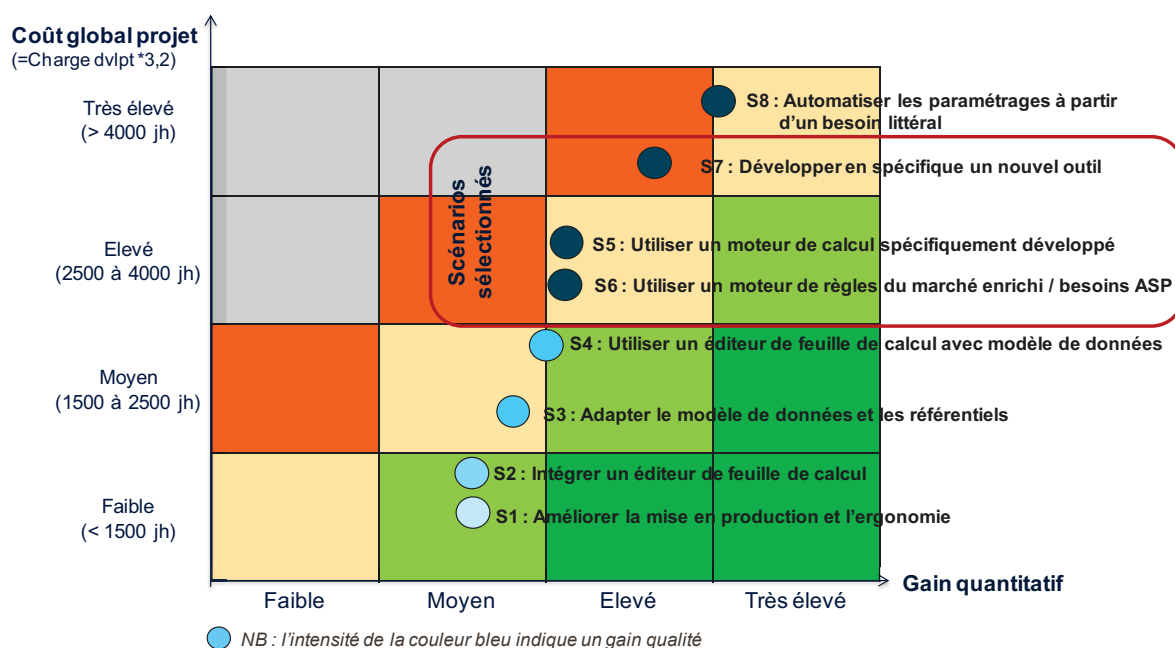 Coût global projet
(=Charge dvlpt *3,2)
Très élevé
(> 4000 jh)
S8 : Automatiser les paramétrages à partir
d’un besoin littéral
S7 : Développer en spécifique un nouvel outil
Scénarios
sélectionnés
Elevé
(2500 à 4000 jh)
S5 : Utiliser un moteur de calcul spécifiquement développé
S6 : Utiliser un moteur de règles du marché enrichi / besoins ASP
S4 : Utiliser un éditeur de feuille de calcul avec modèle de données
Moyen
(1500 à 2500 jh)
S3 : Adapter le modèle de données et les référentiels
S2 : Intégrer un éditeur de feuille de calcul
Faible
(< 1500 jh)
S1 : Améliorer la mise en production et l’ergonomie
Gain quantitatif
Faible Moyen Elevé Très élevé
NB : l’intensité de la couleur bleu indique un gain qualité